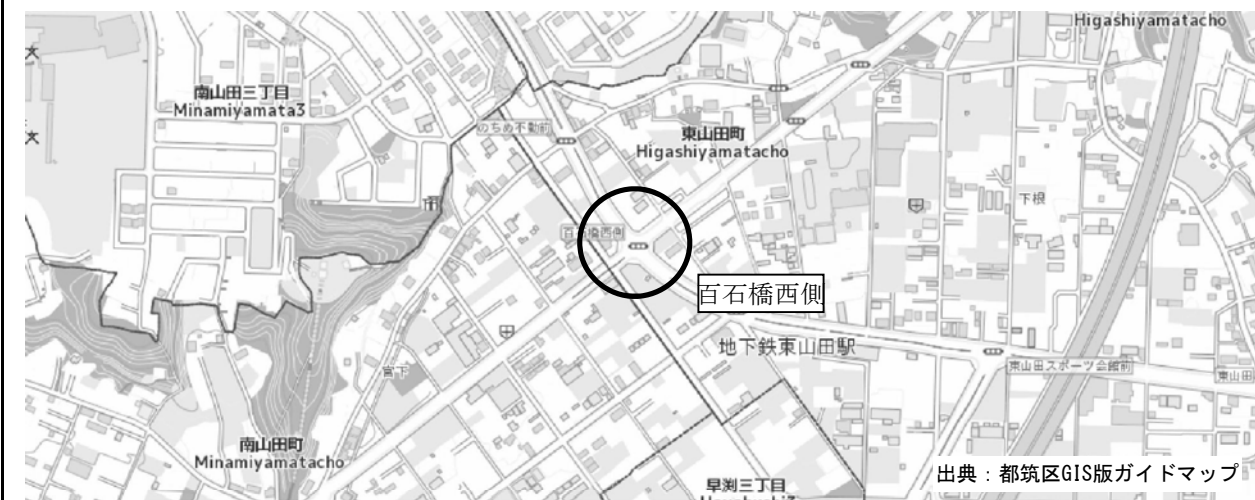 Higashiyamatacho
南山田三丁目
Minamiyamata3
のちめ不動前
東山田町
Higashiyamatacho
下根
百石橋西側
百石橋西側
地下鉄東山田駅
宮下
東山田スポーツ会館前
東山田
南山田町
Minamiyamatacho
早渕三丁目
出典：都筑区GIS版ガイドマップ